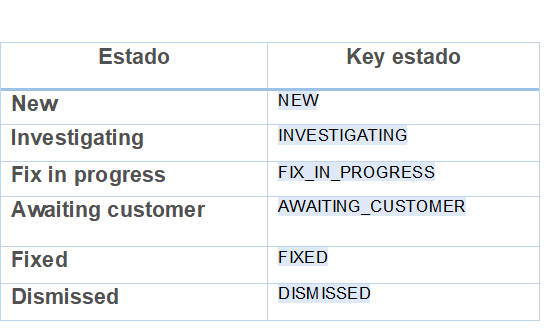 Estado Key estado
New NEW
Investigating INVESTIGATING
Fix in progress FIX_IN_PROGRESS
Awaiting customer AWAITING_CUSTOMER
Fixed FIXED
Dismissed DISMISSED